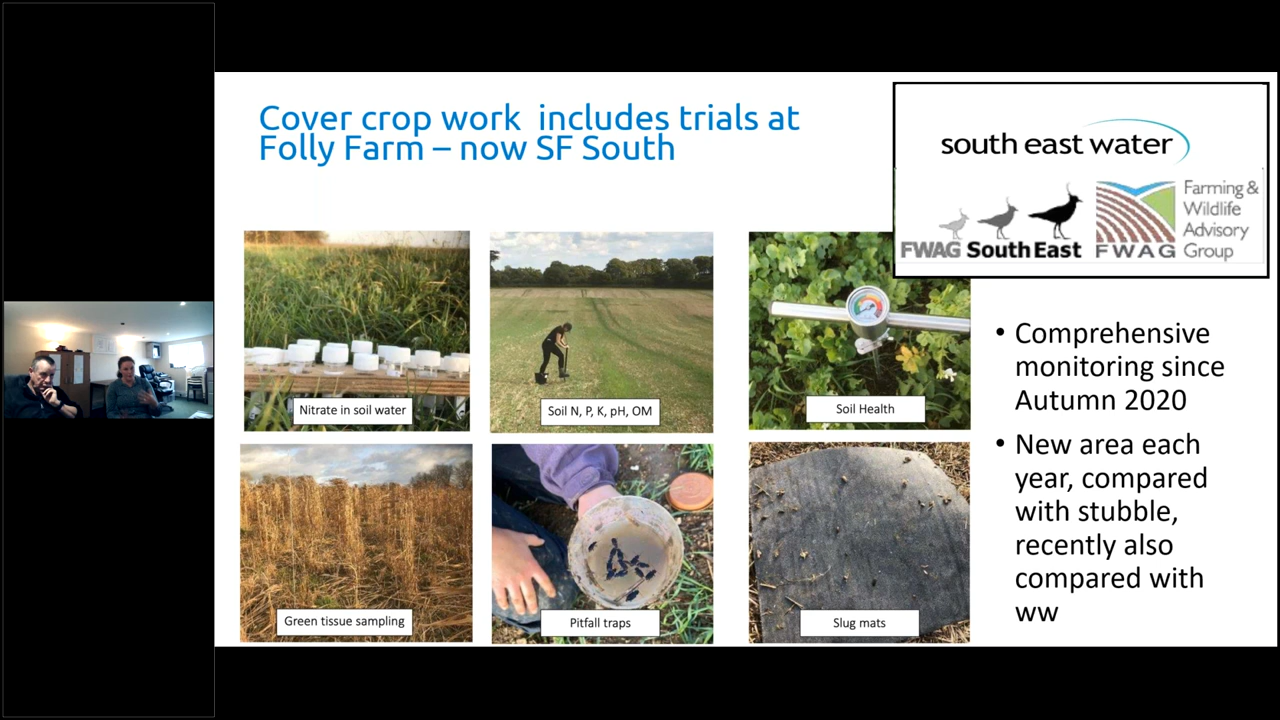 Cover crop work  includes trials at
Folly Farm – now SF South
south east water
FWAG South East
FWAG
Farming &
Wildlife
Advisory
Group
Nitrate in soil water
Soil N, P, K, pH, OM
Soil Health
Green tissue sampling
Pitfall traps
Slug mats
• Comprehensive
monitoring since
Autumn 2020
• New area each
year, compared
with stubble,
recently also
compared with
ww